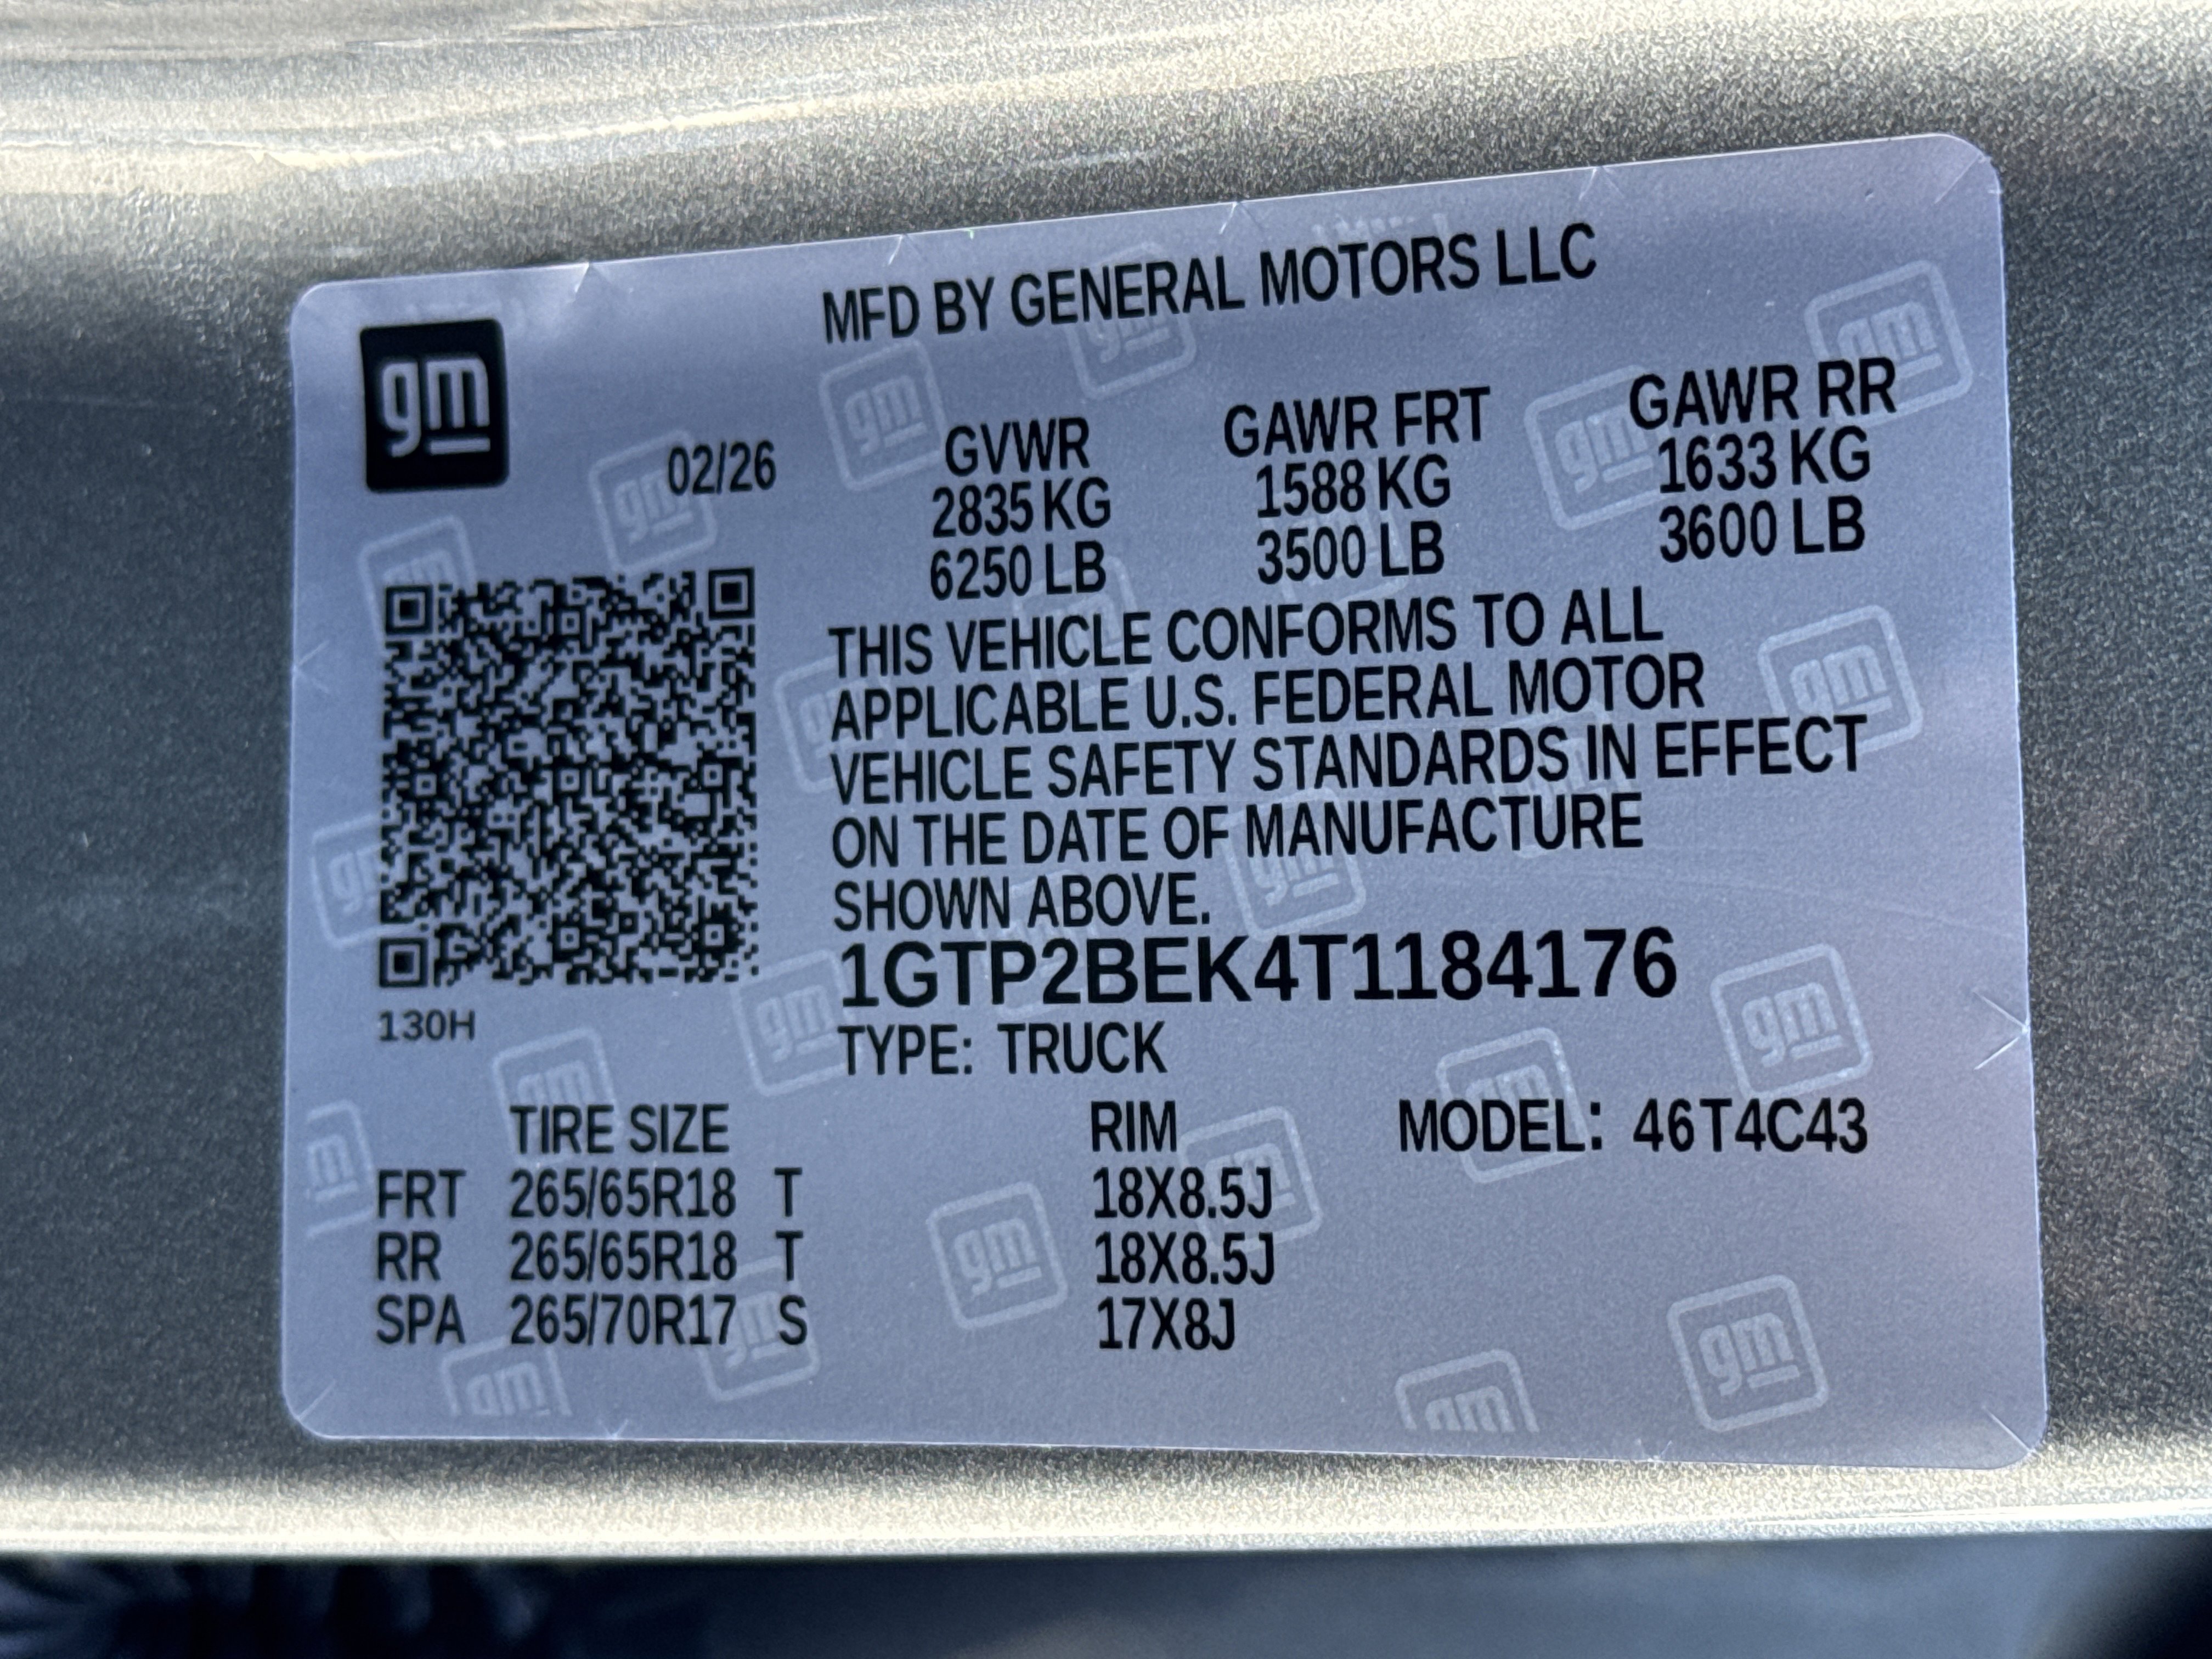 MFD BY GENERAL MOTORS LLC
gm
02/26
GVWR GAWR FRT GAWR RR
2835 KG 1588 KG 1633 KG
6250 LB 3500 LB 3600 LB
THIS VEHICLE CONFORMS TO ALL
APPLICABLE U.S. FEDERAL MOTOR
VEHICLE SAFETY STANDARDS IN EFFECT
ON THE DATE OF MANUFACTURE
SHOWN ABOVE.
1GTP2BEK4T1184176
130H
TYPE: TRUCK
TIRE SIZE RIM MODEL: 46T4C43
FRT 265/65R18 T 18X8.5J
RR 265/65R18 T 18X8.5J
SPA 265/70R17 S 17X8J